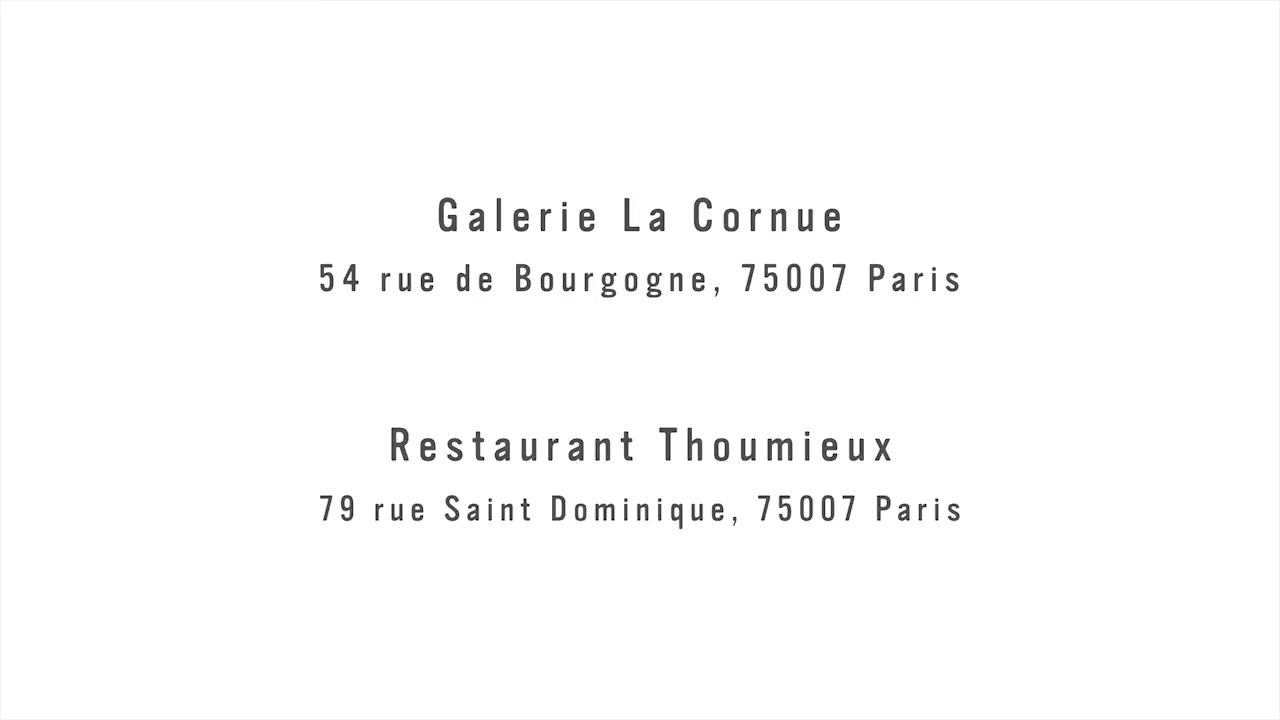 Galerie La Cornue
54 rue de Bourgogne, 75007 Paris
Restaurant Thoumieux
79 rue Saint Dominique, 75007 Paris